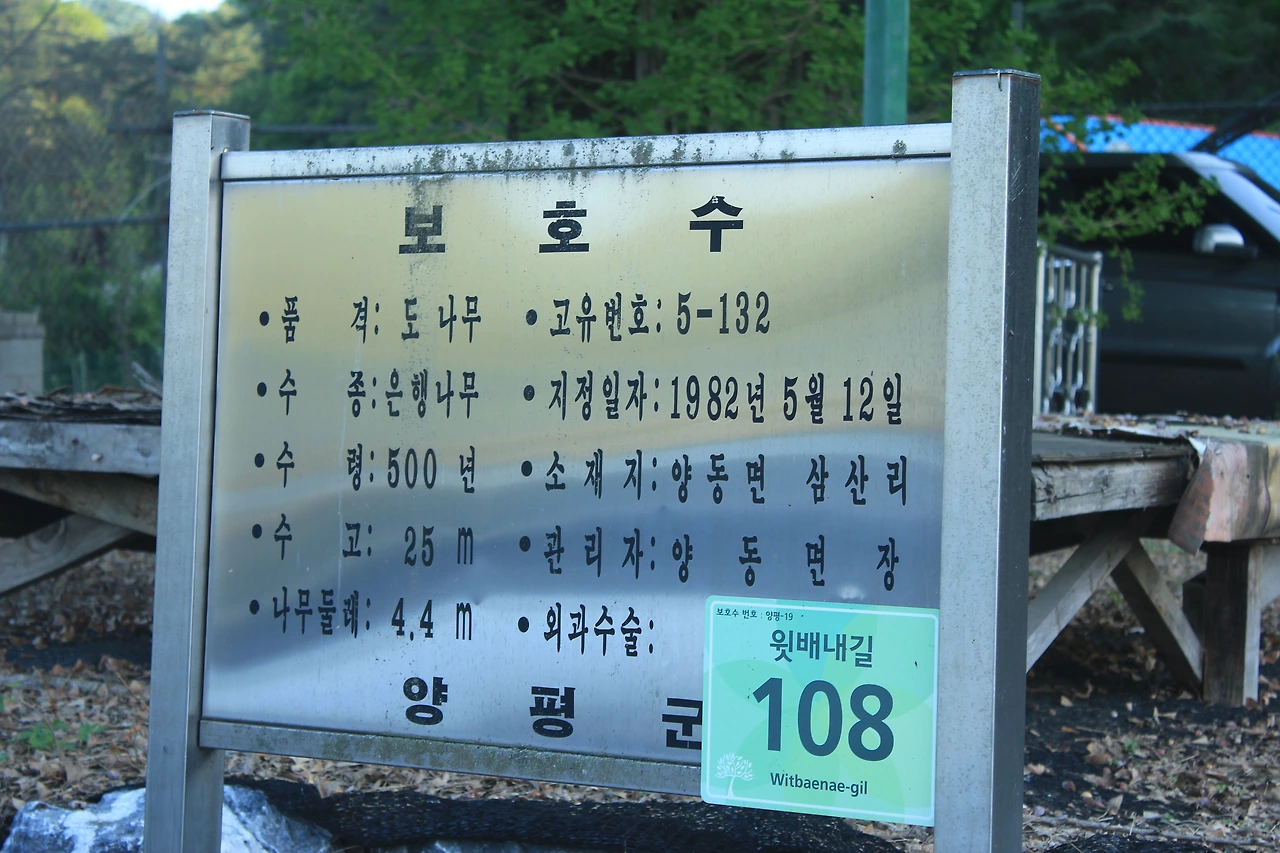 보 호 수
• 품 격: 도 나무
• 고유번호: 5-132
• 수 종: 은행나무
• 지정일자: 1982년 5월 12일
• 수 령: 500 년
• 소 재 지: 양동면 삼산리
• 수 고: 25 m
• 관 리 자: 양 동 면 장
• 나무둘레: 4.4 m
• 외과수술:
양 평 군
보호수 번호 : 양평-19
윗배내길
108
Witbaenae-gil